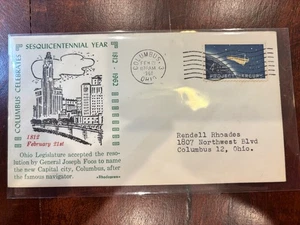 COLUMBUS CELEBRATES
SESQUICENTENNIAL YEAR
1812 - 1962
1812
February 21st
Ohio Legislature accepted the reso-
lution by General Joseph Foos to name
the new Capital city, Columbus, after
the famous navigator.
COLUMBUS
OHIO
PROJECT MERCURY
Rendell Rhoades
1807 Northwest Blvd
Columbus 12, Ohio.